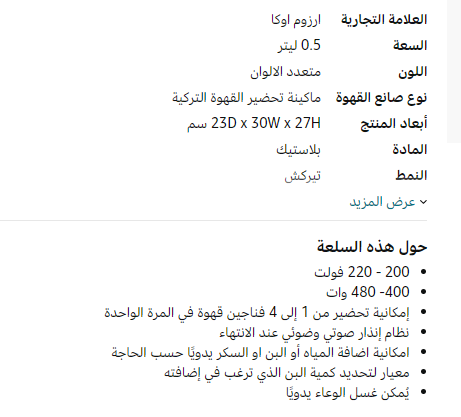 العلامة التجارية ارزوم اوكا
السعة 0.5 ليتر
اللون متعدد الالوان
نوع صانع القهوة ماكينة تحضير القهوة التركية
أبعاد المنتج 23D x 30W x 27H سم
المادة بلاستيك
النمط تيركش
عرض المزيد
حول هذه السلعة
200 - 220 فولت
400- 480 وات
إمكانية تحضير من 1 إلى 4 فناجين قهوة في المرة الواحدة
نظام إنذار صوتي وضوئي عند الانتهاء
امكانية اضافة المياه أو البن او السكر يدويًا حسب الحاجة
معيار لتحديد كمية البن الذي ترغب في إضافته
يُمكن غسل الوعاء يدويًا